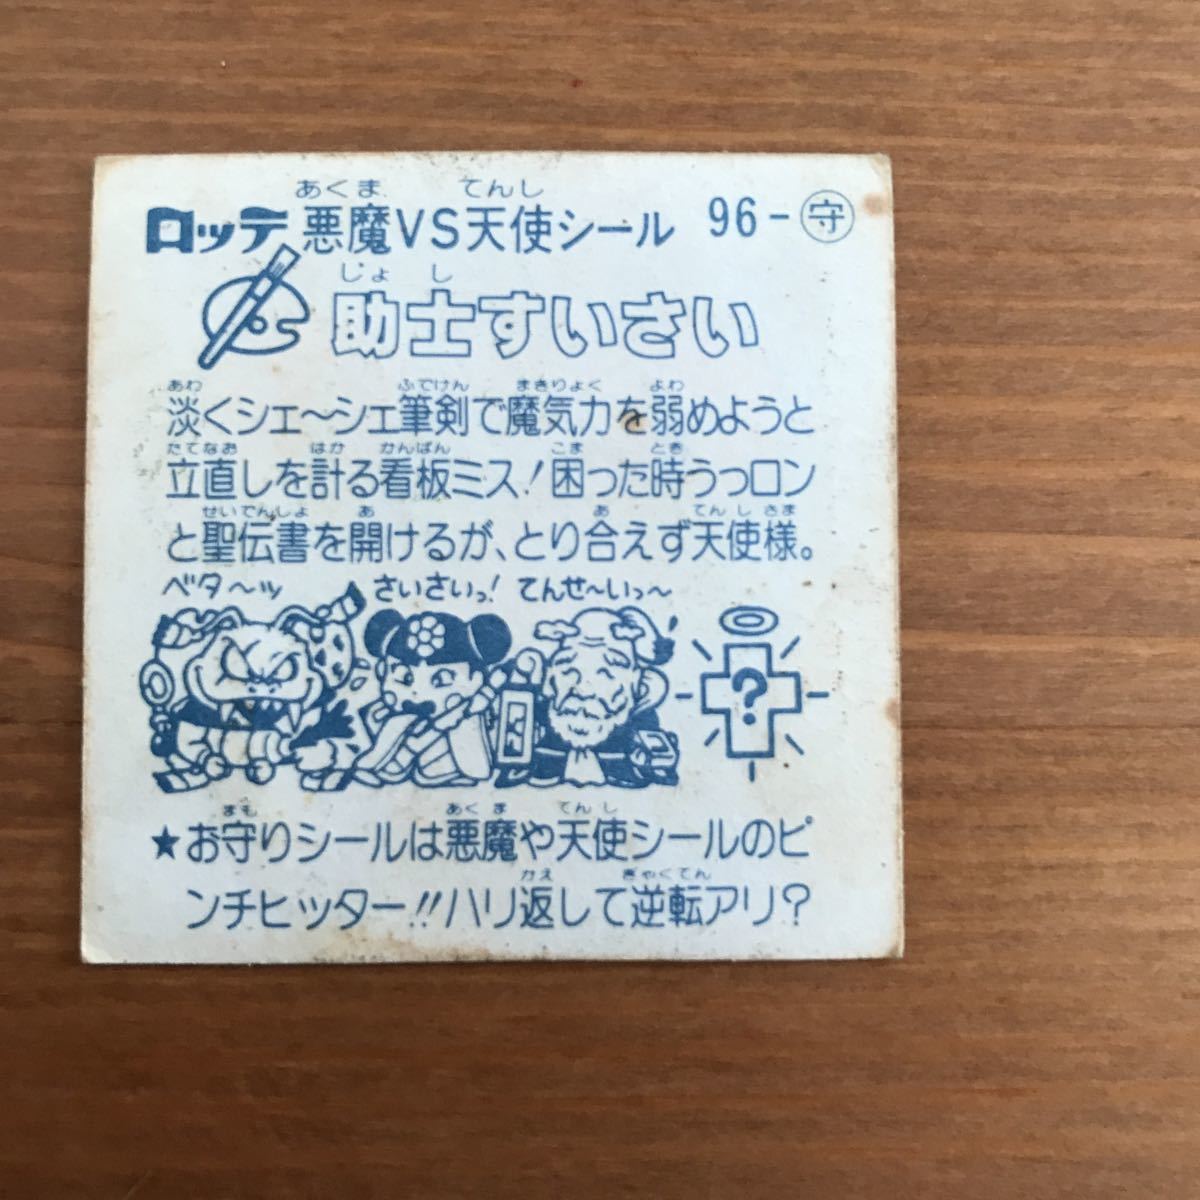 あくま てんし
ロッテ 悪魔VS天使シール 96-守
じょ し
助士すいさい
あわ ふでけん まきりょく よわ
淡くシェ〜シェ筆剣で魔気力を弱めようと
たてなお はか かんばん こま とき
立直しを計る看板ミス!困った時うっロン
せいでんしょ あ あ てんしさま
と聖伝書を開けるが、とり合えず天使様。
ベタ〜ッ さいさいっ! てんせ〜いっ〜
?
まも あくま てんし
★お守りシールは悪魔や天使シールのピ
かえ ぎゃくてん
ンチヒッター!!ハリ返して逆転アリ?